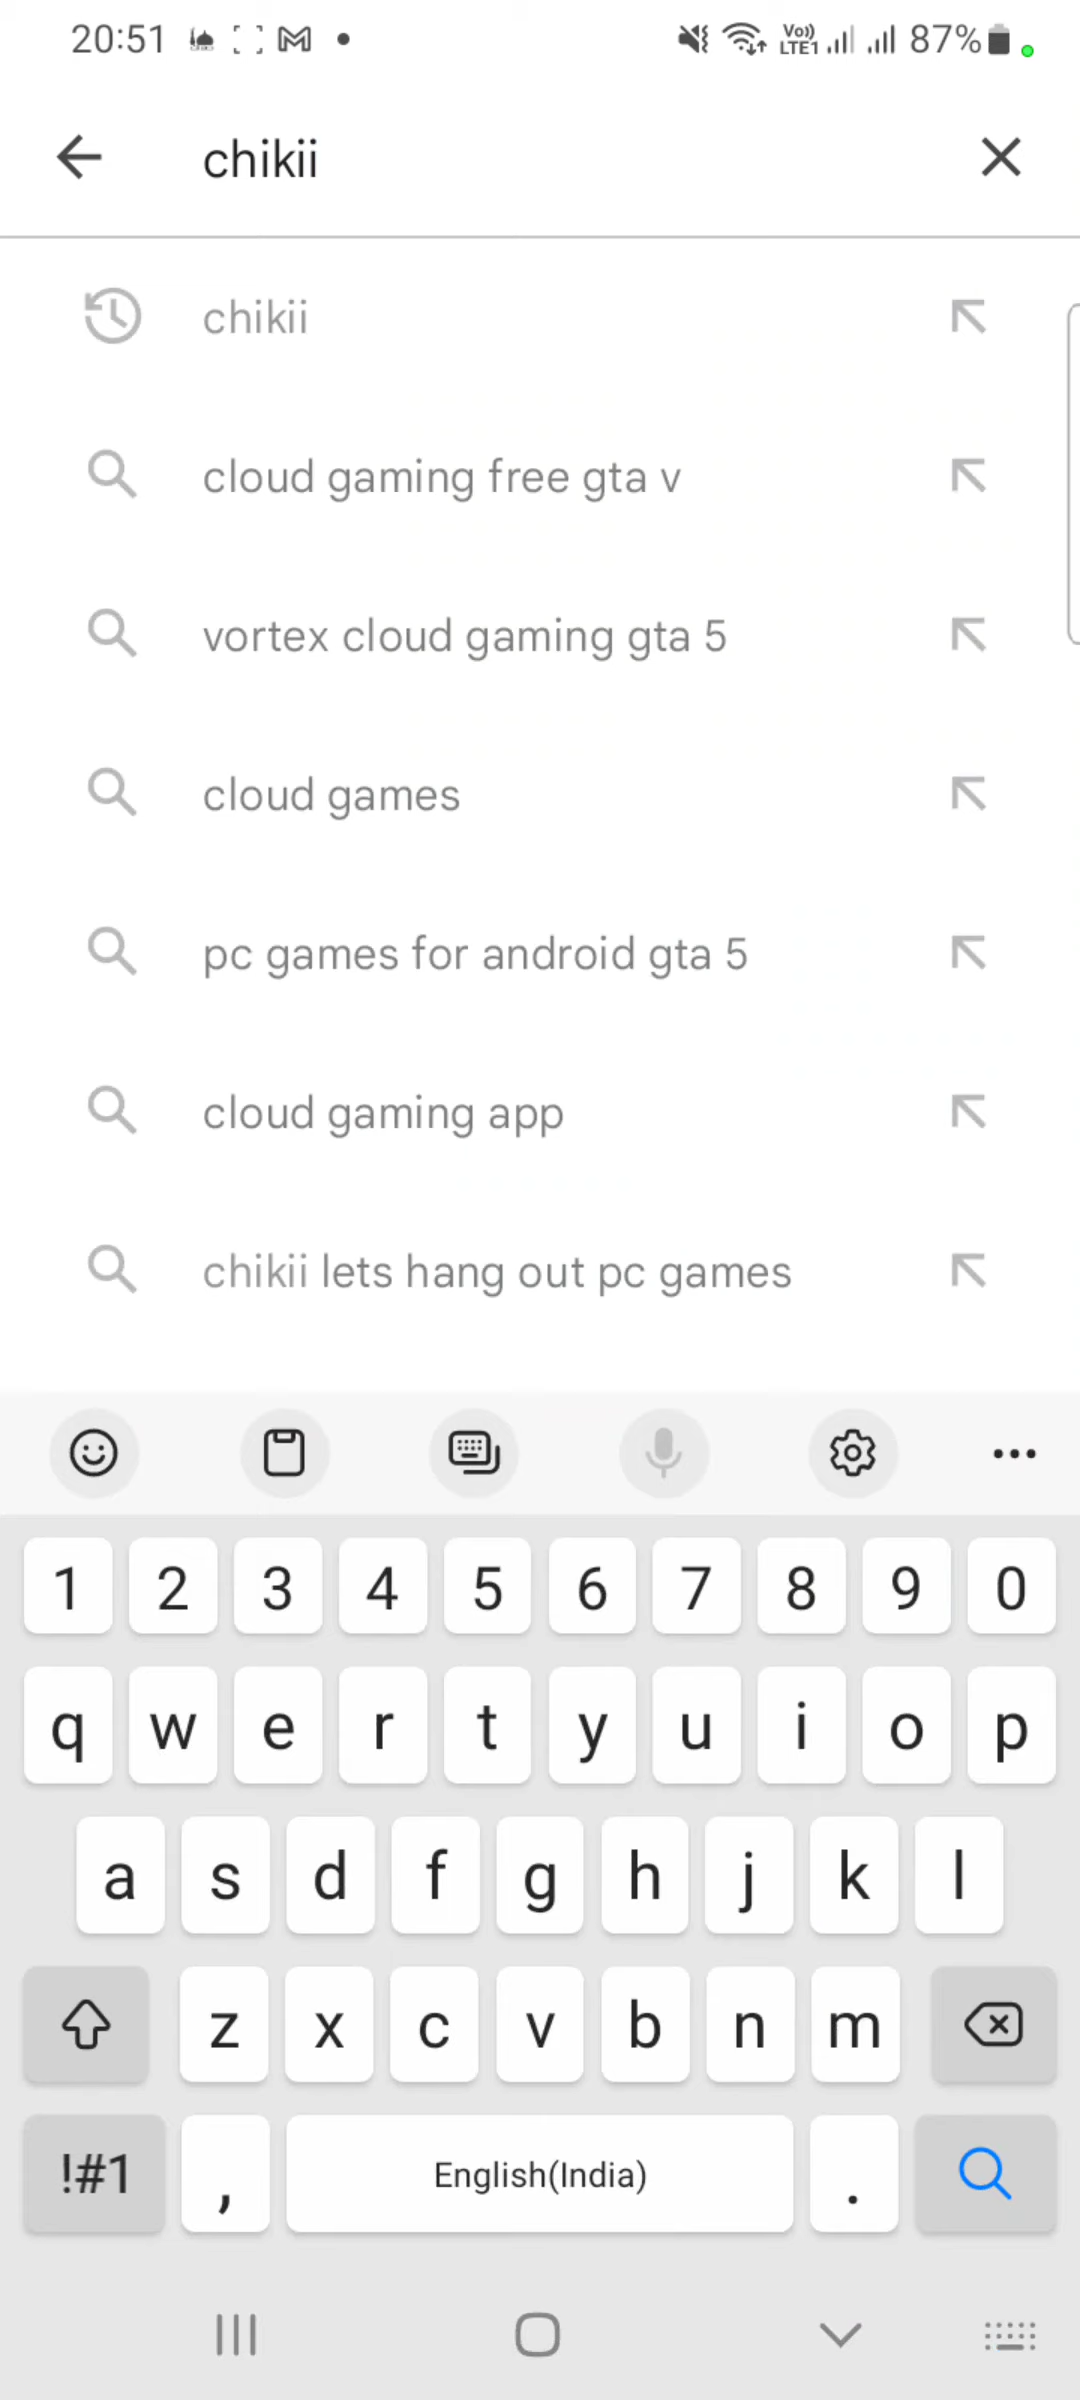 20:51 Vo)) LTE1 87%
chikii
chikii
cloud gaming free gta v
vortex cloud gaming gta 5
cloud games
pc games for android gta 5
cloud gaming app
chikii lets hang out pc games
1 2 3 4 5 6 7 8 9 0
q w e r t y u i o p
a s d f g h j k l
z x c v b n m
!#1 , English(India) .